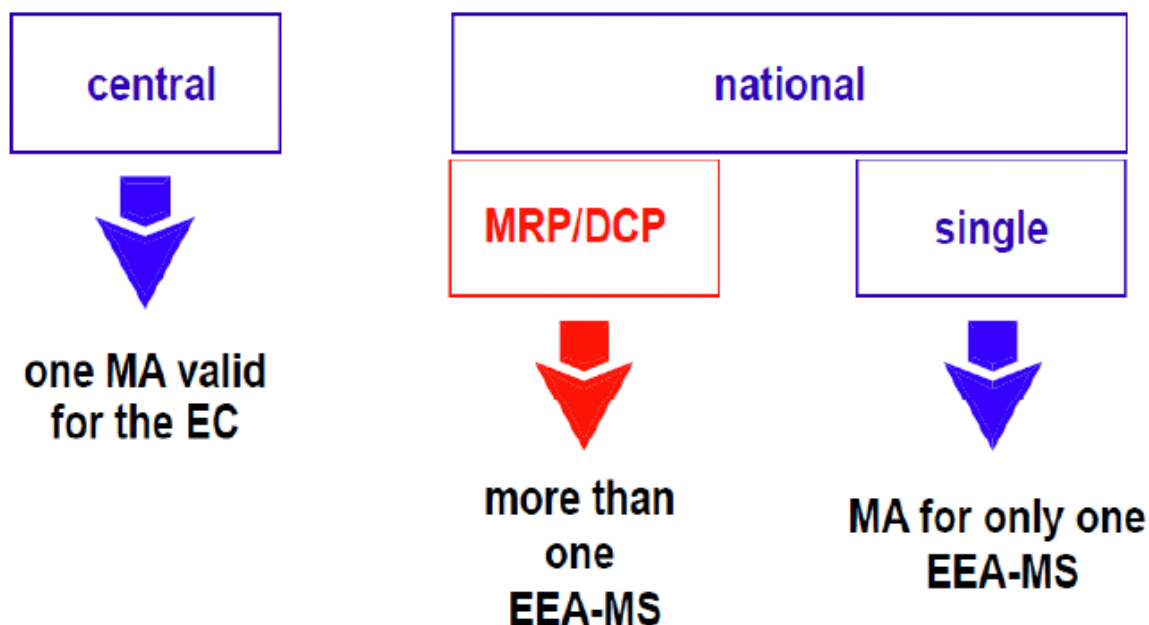 central
national
MRP/DCP
single
one MA valid
for the EC
more than
one
EEA-MS
MA for only one
EEA-MS